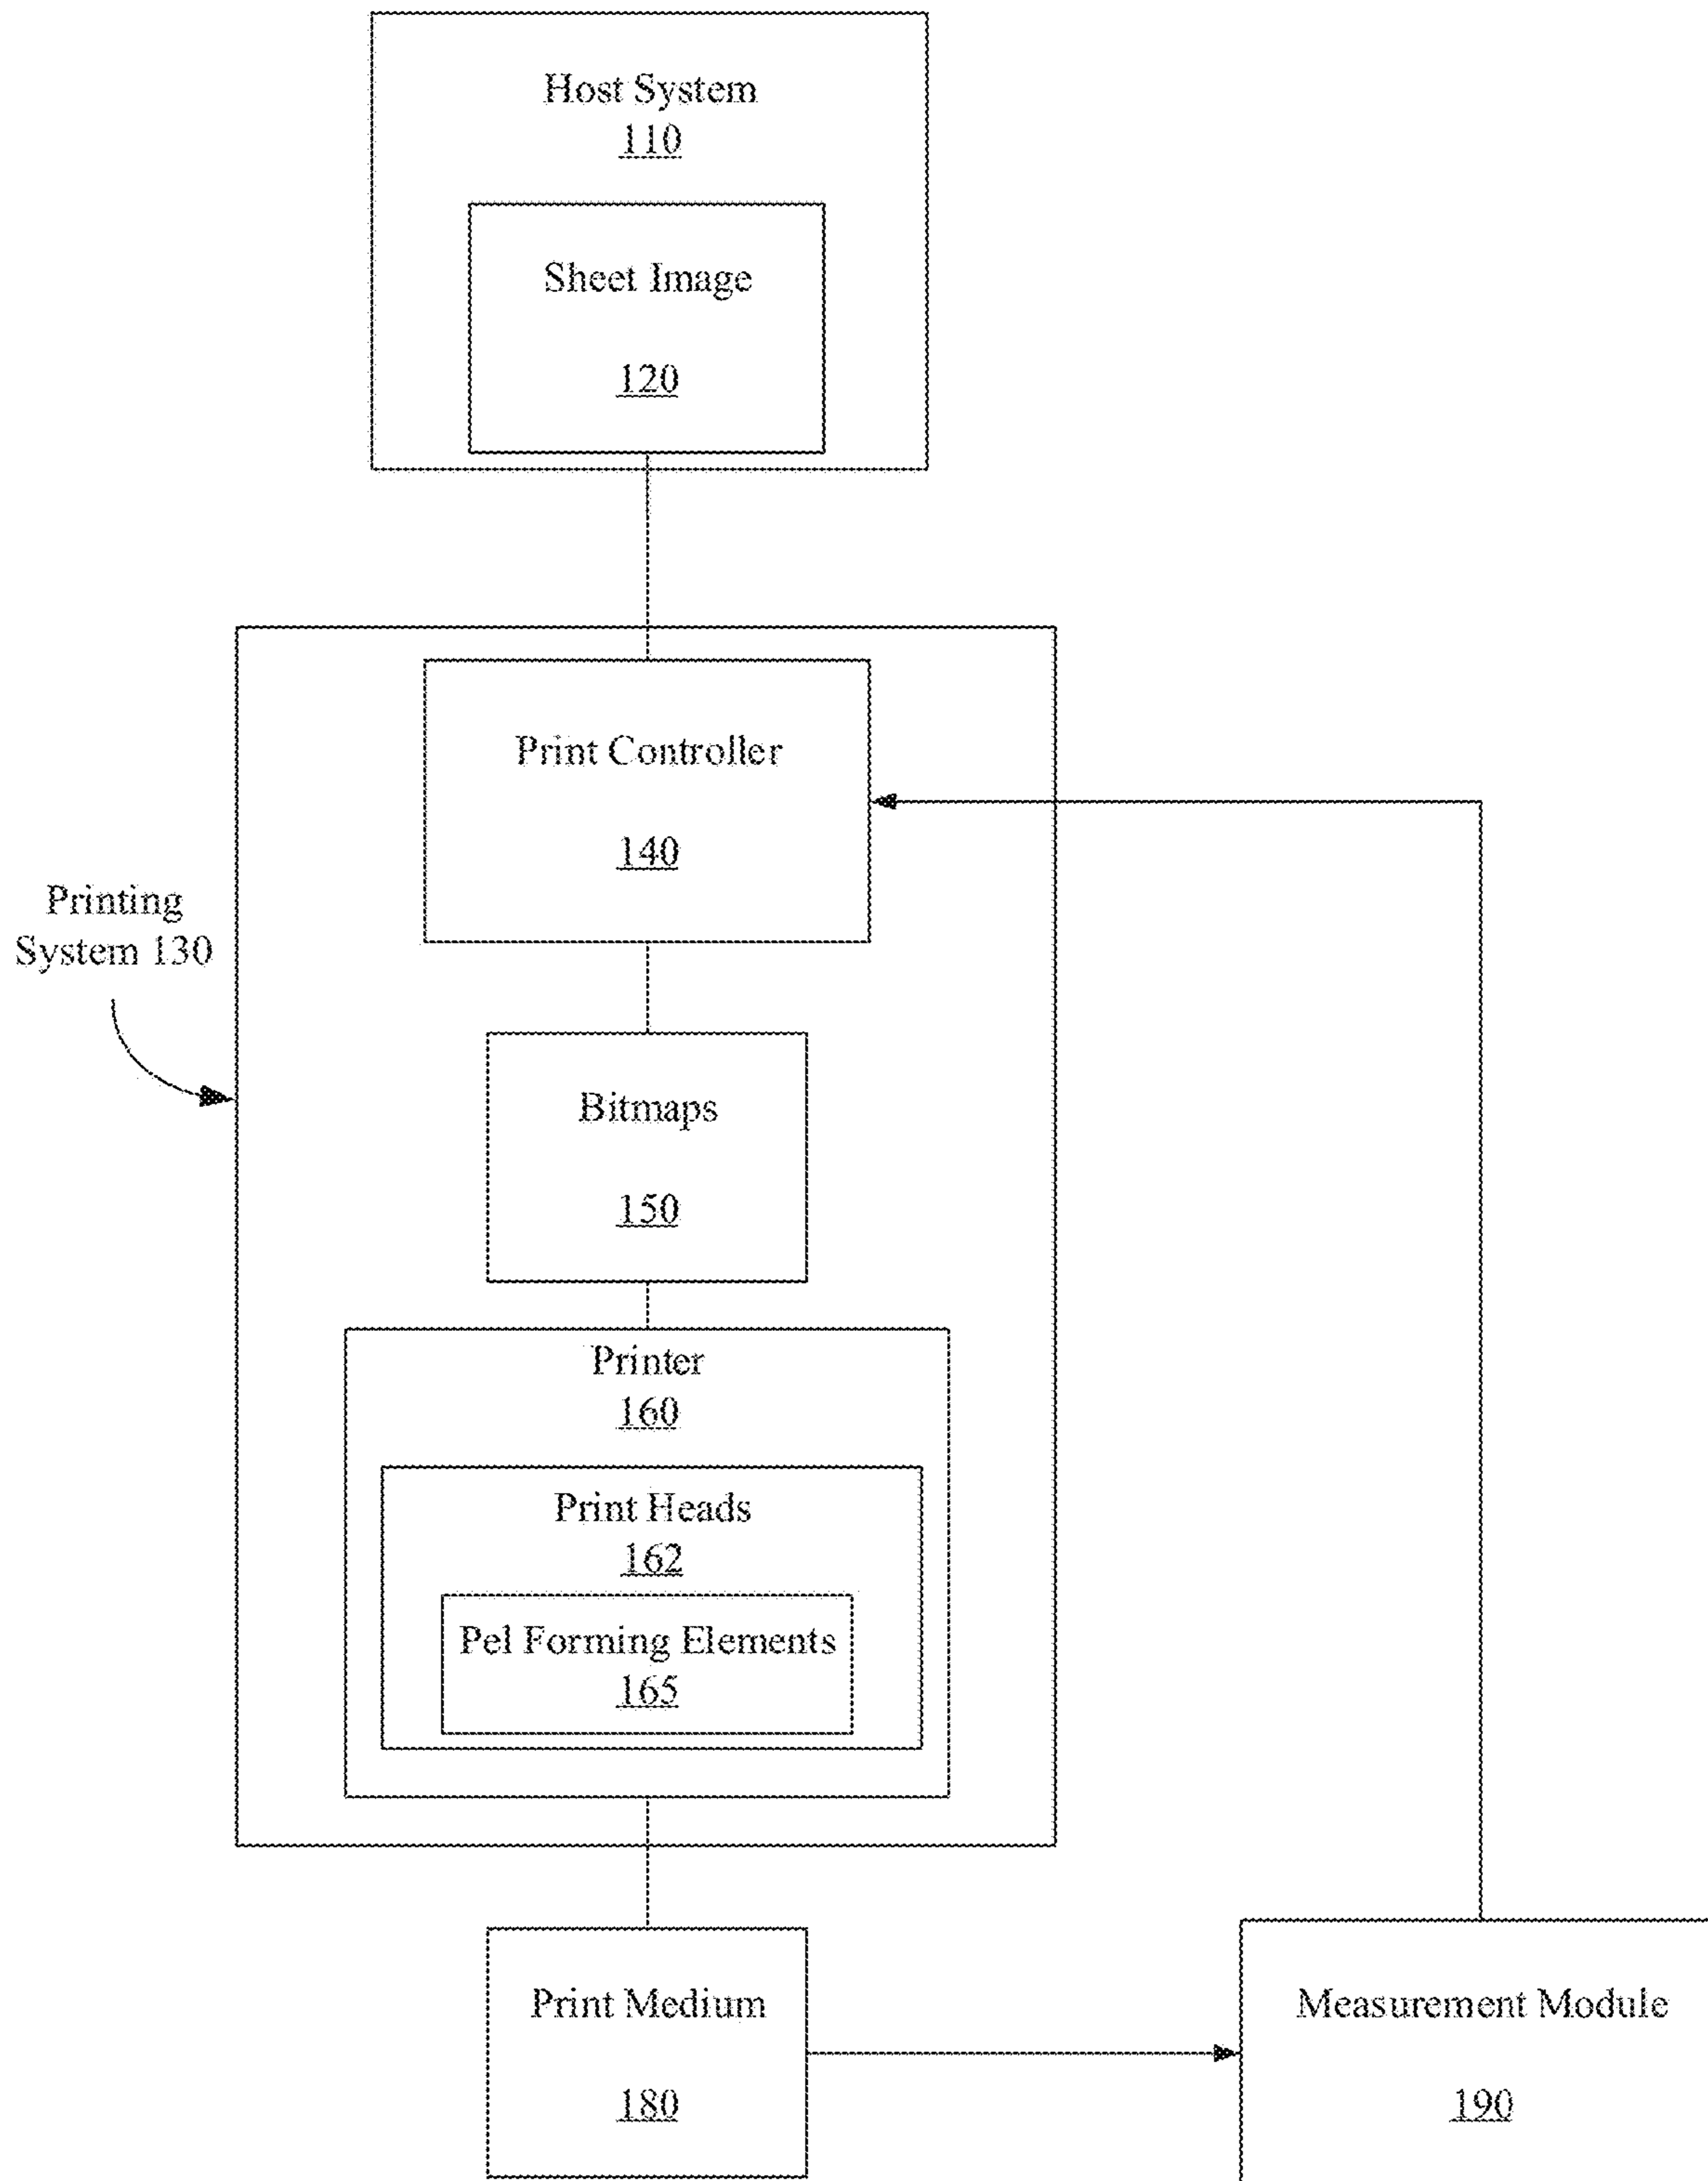 Host System
110
Sheet Image
120
Print Controller
140
Printing
System 130
Bitmaps
150
Printer
160
Print Heads
162
Pel Forming Elements
165
Print Medium
180
Measurement Module
190